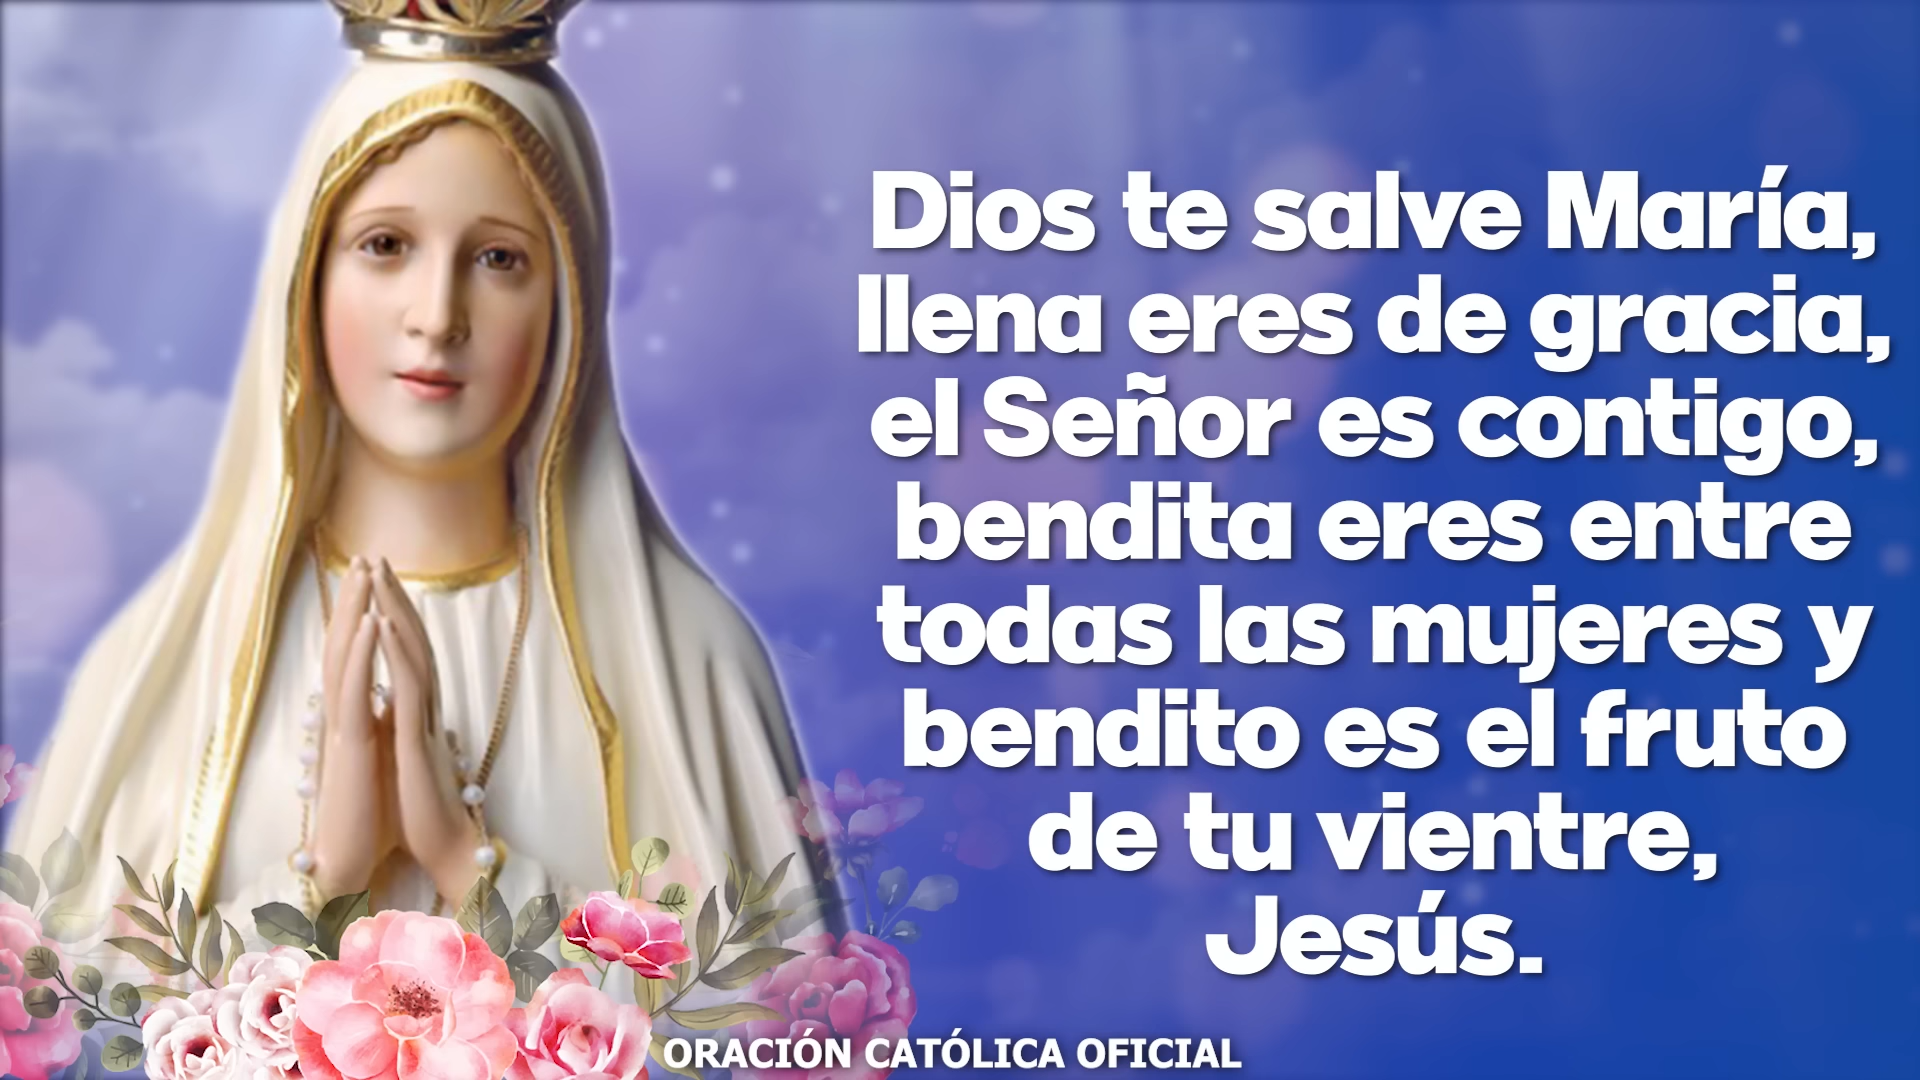 Dios te salve María,
llena eres de gracia,
el Señor es contigo,
bendita eres entre
todas las mujeres y
bendito es el fruto
de tu vientre,
Jesús.
ORACIÓN CATÓLICA OFICIAL